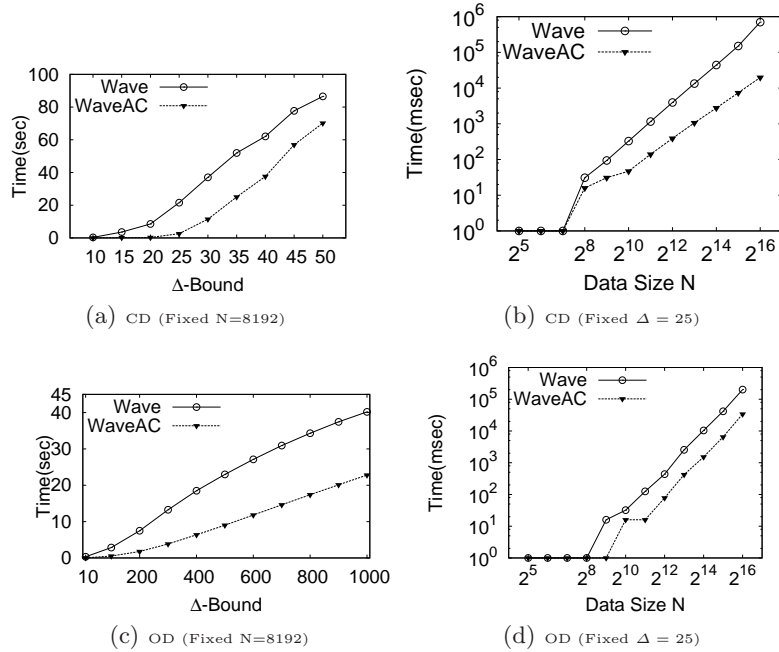 Time(sec)
100
80
60
40
20
0
Wave
WaveAC
10 15 20 25 30 35 40 45 50
Δ-Bound
(a) CD (Fixed N=8192)
Time(msec)
10^6
10^5
10^4
10^3
10^2
10^1
10^0
Wave
WaveAC
2^5 2^8 2^10 2^12 2^14 2^16
Data Size N
(b) CD (Fixed Δ = 25)
Time(sec)
45
40
30
20
10
0
Wave
WaveAC
10 200 400 600 800 1000
Δ-Bound
(c) OD (Fixed N=8192)
Time(msec)
10^6
10^5
10^4
10^3
10^2
10^1
10^0
Wave
WaveAC
2^5 2^8 2^10 2^12 2^14 2^16
Data Size N
(d) OD (Fixed Δ = 25)